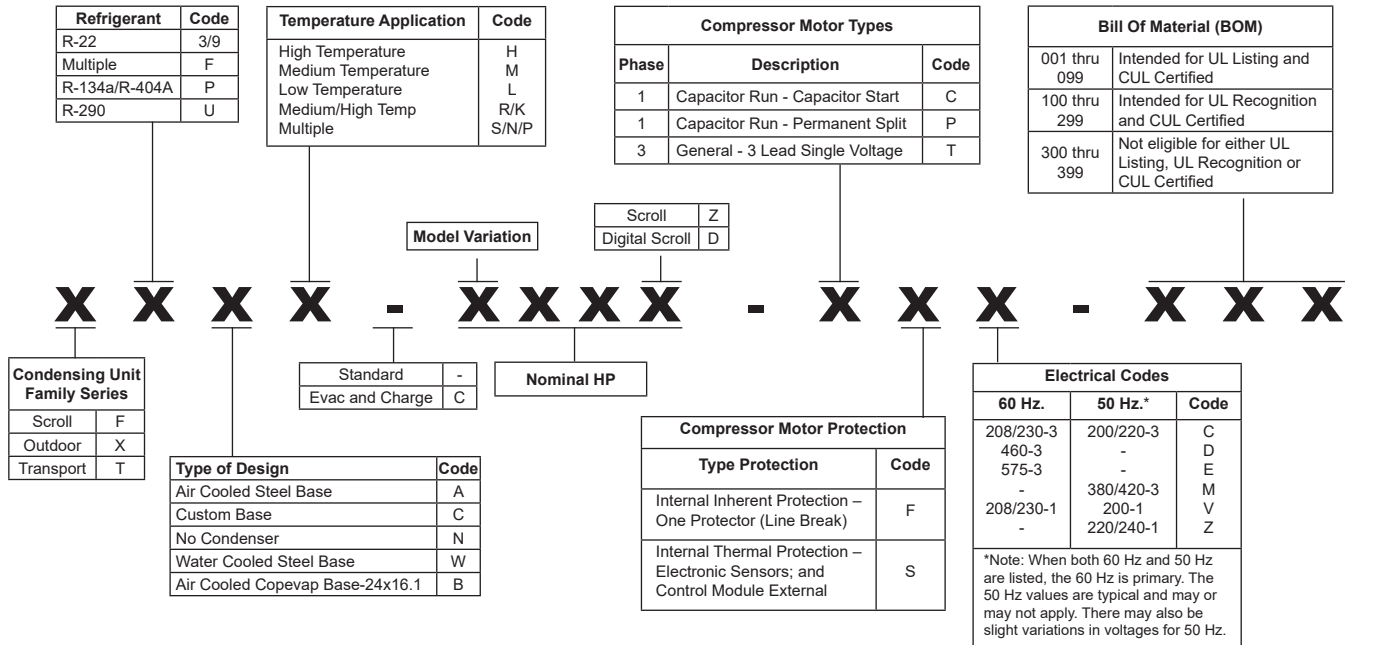 Refrigerant Code
R-22 3/9
Multiple F
R-134a/R-404A P
R-290 U
Temperature Application Code
High Temperature H
Medium Temperature M
Low Temperature L
Medium/High Temp R/K
Multiple S/N/P
Compressor Motor Types
Phase Description Code
1 Capacitor Run - Capacitor Start C
1 Capacitor Run - Permanent Split P
3 General - 3 Lead Single Voltage T
Bill Of Material (BOM)
001 thru 099 Intended for UL Listing and
CUL Certified
100 thru 299 Intended for UL Recognition
and CUL Certified
300 thru 399 Not eligible for either UL
Listing, UL Recognition or
CUL Certified
Model Variation
Scroll Z
Digital Scroll D
X X X X - X X X X - X X X - X X X
Condensing Unit
Family Series
Scroll F
Outdoor X
Transport T
Type of Design Code
Air Cooled Steel Base A
Custom Base C
No Condenser N
Water Cooled Steel Base W
Air Cooled Copevap Base-24x16.1 B
Standard -
Evac and Charge C
Nominal HP
Compressor Motor Protection
Type Protection Code
Internal Inherent Protection –
One Protector (Line Break) F
Internal Thermal Protection –
Electronic Sensors; and S
Control Module External
Electrical Codes
60 Hz. 50 Hz.* Code
208/230-3 200/220-3 C
460-3 - D
575-3 - E
- 380/420-3 M
208/230-1 200-1 V
- 220/240-1 Z
*Note: When both 60 Hz and 50 Hz
are listed, the 60 Hz is primary. The
50 Hz values are typical and may or
may not apply. There may also be
slight variations in voltages for 50 Hz.